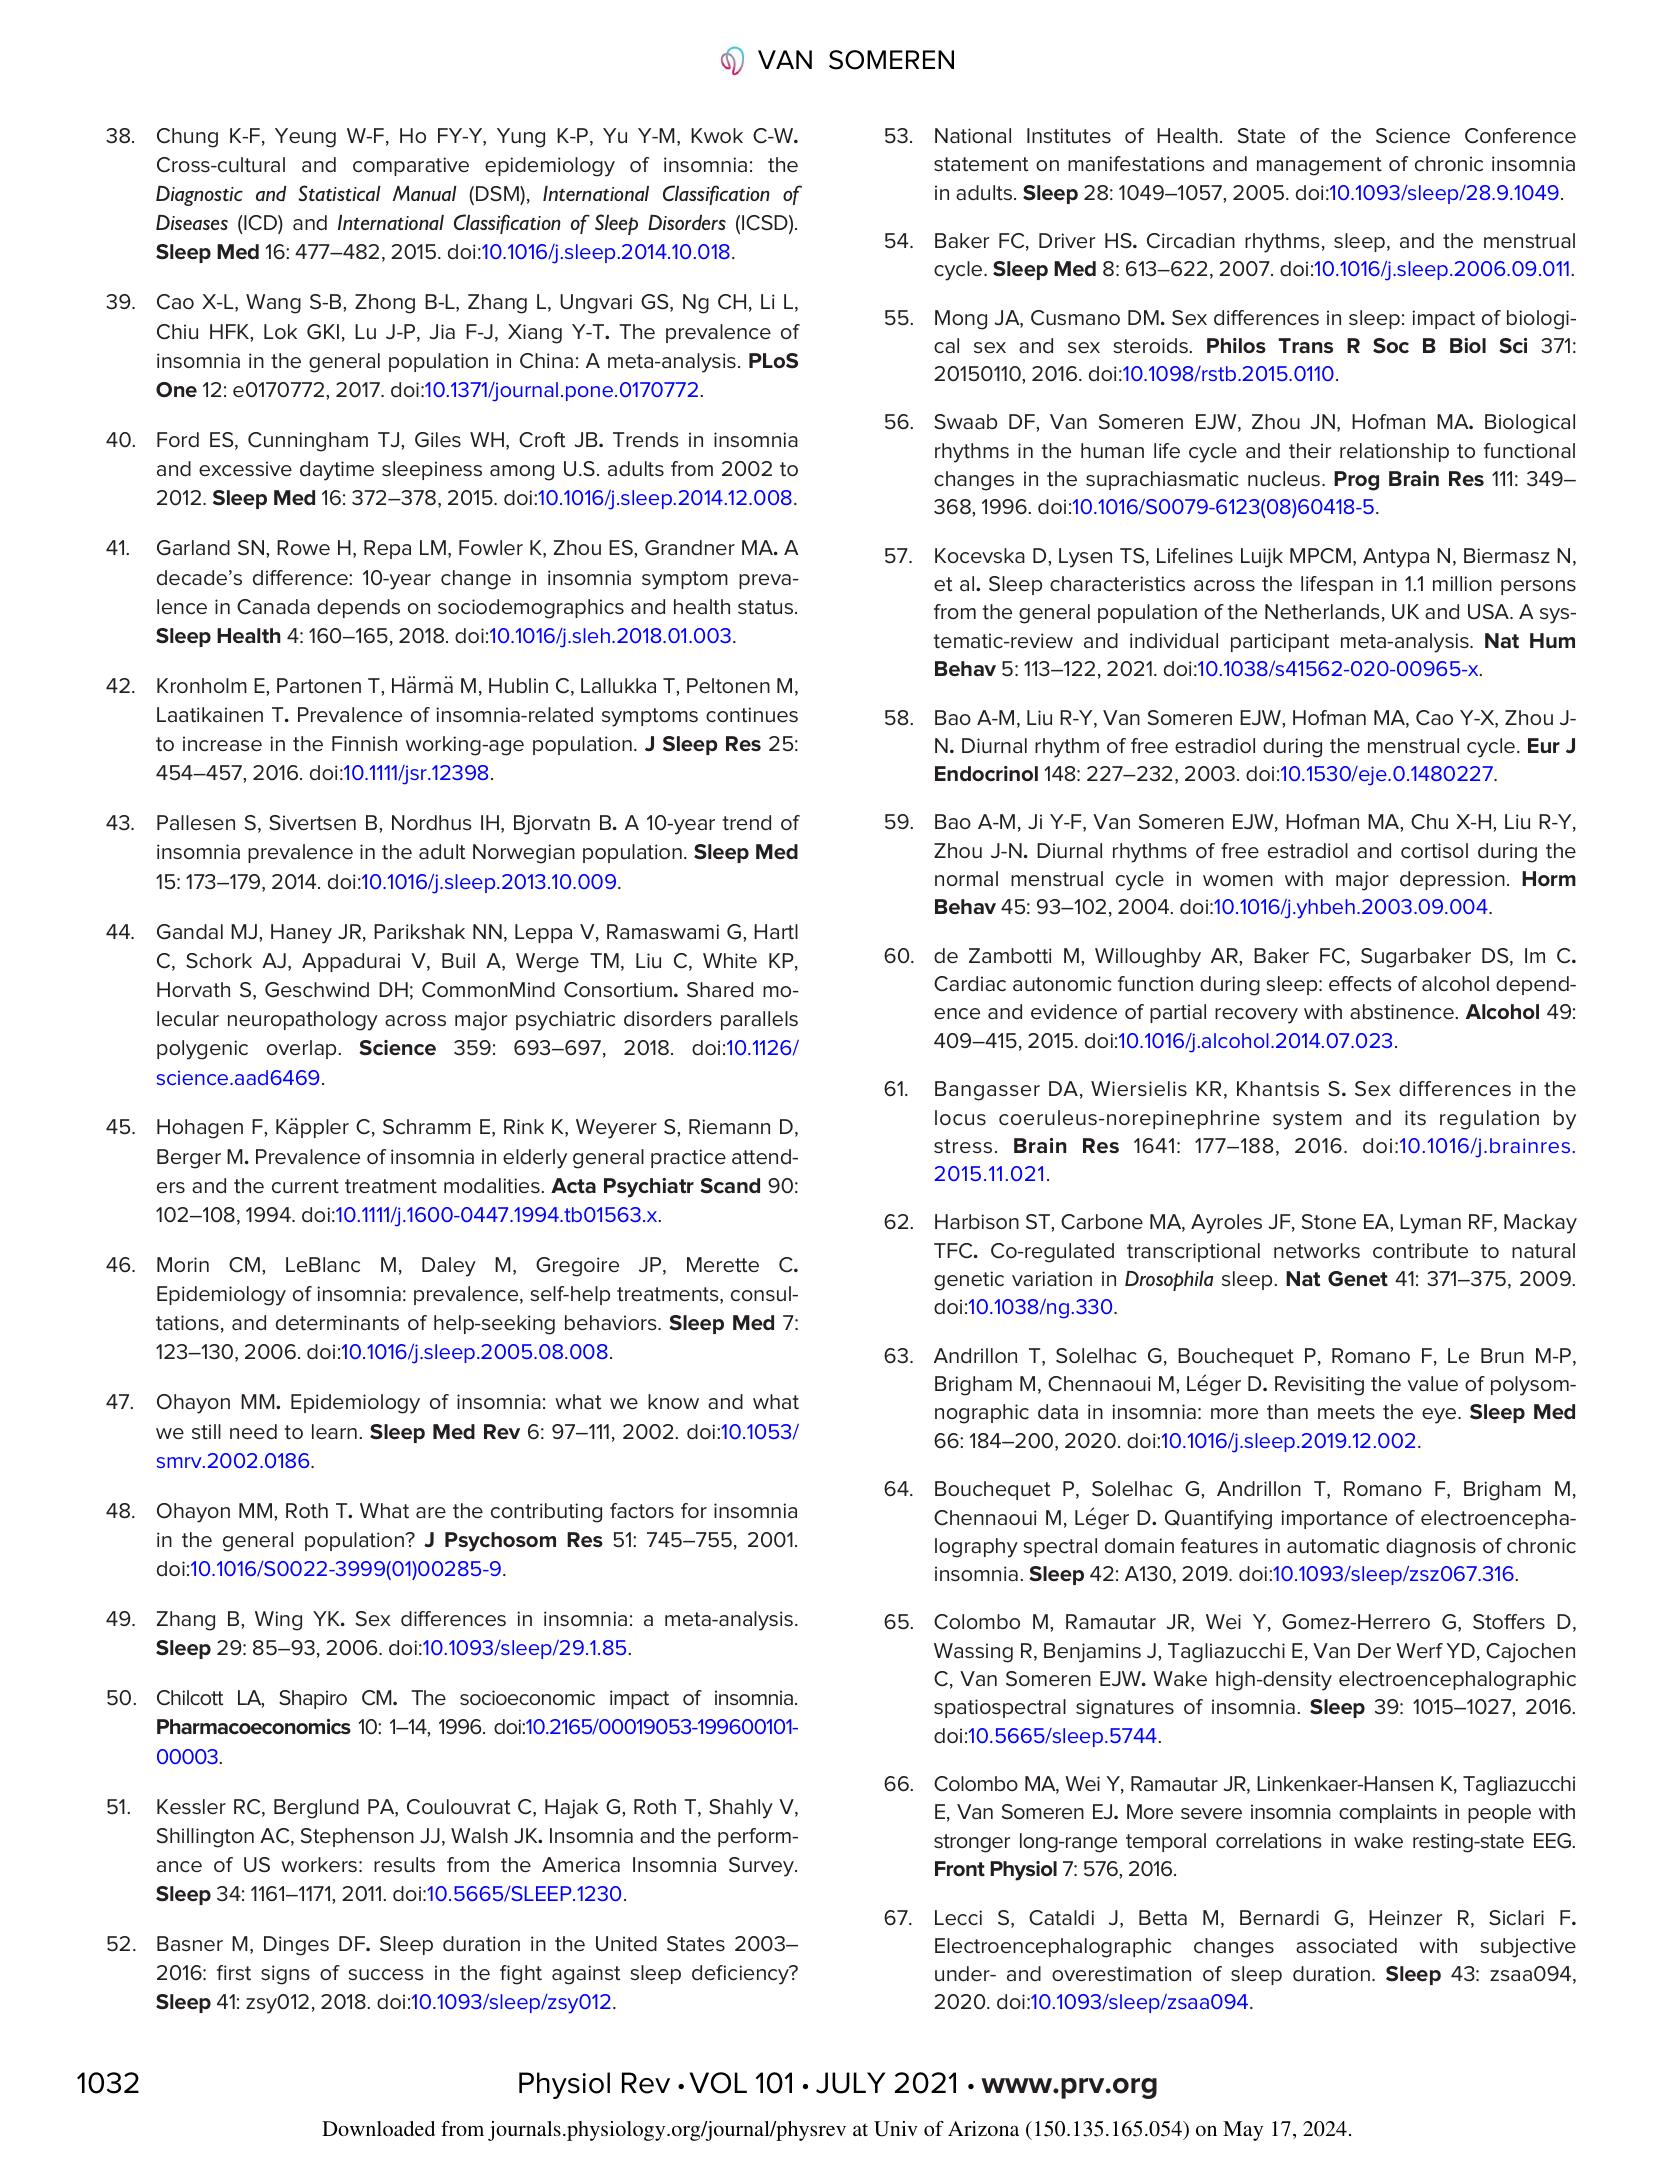 VAN SOMEREN
38. Chung K-F, Yeung W-F, Ho FY-Y, Yung K-P, Yu Y-M, Kwok C-W.
Cross-cultural and comparative epidemiology of insomnia: the
Diagnostic and Statistical Manual (DSM), International Classification of
Diseases (ICD) and International Classification of Sleep Disorders (ICSD).
Sleep Med 16: 477–482, 2015. doi:10.1016/j.sleep.2014.10.018.
39. Cao X-L, Wang S-B, Zhong B-L, Zhang L, Ungvari GS, Ng CH, Li L,
Chiu HFK, Lok GKI, Lu J-P, Jia F-J, Xiang Y-T. The prevalence of
insomnia in the general population in China: A meta-analysis. PLoS
One 12: e0170772, 2017. doi:10.1371/journal.pone.0170772.
40. Ford ES, Cunningham TJ, Giles WH, Croft JB. Trends in insomnia
and excessive daytime sleepiness among U.S. adults from 2002 to
2012. Sleep Med 16: 372–378, 2015. doi:10.1016/j.sleep.2014.12.008.
41. Garland SN, Rowe H, Repa LM, Fowler K, Zhou ES, Grandner MA. A
decade's difference: 10-year change in insomnia symptom preva-
lence in Canada depends on sociodemographics and health status.
Sleep Health 4: 160–165, 2018. doi:10.1016/j.sleh.2018.01.003.
42. Kronholm E, Partonen T, Härmä M, Hublin C, Lallukka T, Peltonen M,
Laatikainen T. Prevalence of insomnia-related symptoms continues
to increase in the Finnish working-age population. J Sleep Res 25:
454–457, 2016. doi:10.1111/jsr.12398.
43. Pallesen S, Sivertsen B, Nordhus IH, Bjorvatn B. A 10-year trend of
insomnia prevalence in the adult Norwegian population. Sleep Med
15: 173–179, 2014. doi:10.1016/j.sleep.2013.10.009.
44. Gandal MJ, Haney JR, Parikshak NN, Leppa V, Ramaswami G, Hartl
C, Schork AJ, Appadurai V, Buil A, Werge TM, Liu C, White KP,
Horvath S, Geschwind DH; CommonMind Consortium. Shared mo-
lecular neuropathology across major psychiatric disorders parallels
polygenic overlap. Science 359: 693–697, 2018. doi:10.1126/
science.aad6469.
45. Hohagen F, Käppler C, Schramm E, Rink K, Weyerer S, Riemann D,
Berger M. Prevalence of insomnia in elderly general practice attend-
ers and the current treatment modalities. Acta Psychiatr Scand 90:
102–108, 1994. doi:10.1111/j.1600-0447.1994.tb01563.x.
46. Morin CM, LeBlanc M, Daley M, Gregoire JP, Merette C.
Epidemiology of insomnia: prevalence, self-help treatments, consul-
tations, and determinants of help-seeking behaviors. Sleep Med 7:
123–130, 2006. doi:10.1016/j.sleep.2005.08.008.
47. Ohayon MM. Epidemiology of insomnia: what we know and what
we still need to learn. Sleep Med Rev 6: 97–111, 2002. doi:10.1053/
smrv.2002.0186.
48. Ohayon MM, Roth T. What are the contributing factors for insomnia
in the general population? J Psychosom Res 51: 745–755, 2001.
doi:10.1016/S0022-3999(01)00285-9.
49. Zhang B, Wing YK. Sex differences in insomnia: a meta-analysis.
Sleep 29: 85–93, 2006. doi:10.1093/sleep/29.1.85.
50. Chilcott LA, Shapiro CM. The socioeconomic impact of insomnia.
Pharmacoeconomics 10: 1–14, 1996. doi:10.2165/00019053-199600101-
00003.
51. Kessler RC, Berglund PA, Coulouvrat C, Hajak G, Roth T, Shahly V,
Shillington AC, Stephenson JJ, Walsh JK. Insomnia and the perform-
ance of US workers: results from the America Insomnia Survey.
Sleep 34: 1161–1171, 2011. doi:10.5665/SLEEP.1230.
52. Basner M, Dinges DF. Sleep duration in the United States 2003–
2016: first signs of success in the fight against sleep deficiency?
Sleep 41: zsy012, 2018. doi:10.1093/sleep/zsy012.
53. National Institutes of Health. State of the Science Conference
statement on manifestations and management of chronic insomnia
in adults. Sleep 28: 1049–1057, 2005. doi:10.1093/sleep/28.9.1049.
54. Baker FC, Driver HS. Circadian rhythms, sleep, and the menstrual
cycle. Sleep Med 8: 613–622, 2007. doi:10.1016/j.sleep.2006.09.011.
55. Mong JA, Cusmano DM. Sex differences in sleep: impact of biologi-
cal sex and sex steroids. Philos Trans R Soc B Biol Sci 371:
20150110, 2016. doi:10.1098/rstb.2015.0110.
56. Swaab DF, Van Someren EJW, Zhou JN, Hofman MA. Biological
rhythms in the human life cycle and their relationship to functional
changes in the suprachiasmatic nucleus. Prog Brain Res 111: 349–
368, 1996. doi:10.1016/S0079-6123(08)60418-5.
57. Kocevska D, Lysen TS, Lifelines Luijk MPCM, Antypa N, Biermasz N,
et al. Sleep characteristics across the lifespan in 1.1 million persons
from the general population of the Netherlands, UK and USA. A sys-
tematic-review and individual participant meta-analysis. Nat Hum
Behav 5: 113–122, 2021. doi:10.1038/s41562-020-00965-x.
58. Bao A-M, Liu R-Y, Van Someren EJW, Hofman MA, Cao Y-X, Zhou J-
N. Diurnal rhythm of free estradiol during the menstrual cycle. Eur J
Endocrinol 148: 227–232, 2003. doi:10.1530/eje.0.1480227.
59. Bao A-M, Ji Y-F, Van Someren EJW, Hofman MA, Chu X-H, Liu R-Y,
Zhou J-N. Diurnal rhythms of free estradiol and cortisol during the
normal menstrual cycle in women with major depression. Horm
Behav 45: 93–102, 2004. doi:10.1016/j.yhbeh.2003.09.004.
60. de Zambotti M, Willoughby AR, Baker FC, Sugarbaker DS, Im C.
Cardiac autonomic function during sleep: effects of alcohol depend-
ence and evidence of partial recovery with abstinence. Alcohol 49:
409–415, 2015. doi:10.1016/j.alcohol.2014.07.023.
61. Bangasser DA, Wiersielis KR, Khantsis S. Sex differences in the
locus coeruleus-norepinephrine system and its regulation by
stress. Brain Res 1641: 177–188, 2016. doi:10.1016/j.brainres.
2015.11.021.
62. Harbison ST, Carbone MA, Ayroles JF, Stone EA, Lyman RF, Mackay
TFC. Co-regulated transcriptional networks contribute to natural
genetic variation in Drosophila sleep. Nat Genet 41: 371–375, 2009.
doi:10.1038/ng.330.
63. Andrillon T, Solelhac G, Bouchequet P, Romano F, Le Brun M-P,
Brigham M, Chennaoui M, Léger D. Revisiting the value of polysom-
nographic data in insomnia: more than meets the eye. Sleep Med
66: 184–200, 2020. doi:10.1016/j.sleep.2019.12.002.
64. Bouchequet P, Solelhac G, Andrillon T, Romano F, Brigham M,
Chennaoui M, Léger D. Quantifying importance of electroencepha-
lography spectral domain features in automatic diagnosis of chronic
insomnia. Sleep 42: A130, 2019. doi:10.1093/sleep/zsz067.316.
65. Colombo M, Ramautar JR, Wei Y, Gomez-Herrero G, Stoffers D,
Wassing R, Benjamins J, Tagliazucchi E, Van Der Werf YD, Cajochen
C, Van Someren EJW. Wake high-density electroencephalographic
spatiospectral signatures of insomnia. Sleep 39: 1015–1027, 2016.
doi:10.5665/sleep.5744.
66. Colombo MA, Wei Y, Ramautar JR, Linkenkaer-Hansen K, Tagliazucchi
E, Van Someren EJ. More severe insomnia complaints in people with
stronger long-range temporal correlations in wake resting-state EEG.
Front Physiol 7: 576, 2016.
67. Lecci S, Cataldi J, Betta M, Bernardi G, Heinzer R, Siclari F.
Electroencephalographic changes associated with subjective
under- and overestimation of sleep duration. Sleep 43: zsaa094,
2020. doi:10.1093/sleep/zsaa094.
1032 Physiol Rev • VOL 101 • JULY 2021 • www.prv.org
Downloaded from journals.physiology.org/journal/physrev at Univ of Arizona (150.135.165.054) on May 17, 2024.